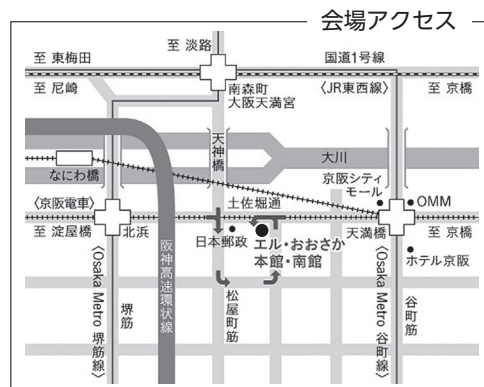 会場アクセス
至 淡路
至 東梅田
国道1号線
至 尼崎
南森町
大阪天満宮
〈JR東西線〉
至 京橋
天神橋
大川
なにわ橋
京阪シティ
モール
OMM
〈京阪電車〉
土佐堀通
天満橋
至 淀屋橋
北浜
日本郵政
エル・おおさか
本館・南館
至 京橋
ホテル京阪
阪神高速環状線
〈Osaka Metro 堺筋線〉
堺筋
松屋町筋
〈Osaka Metro 谷町線〉
谷町筋